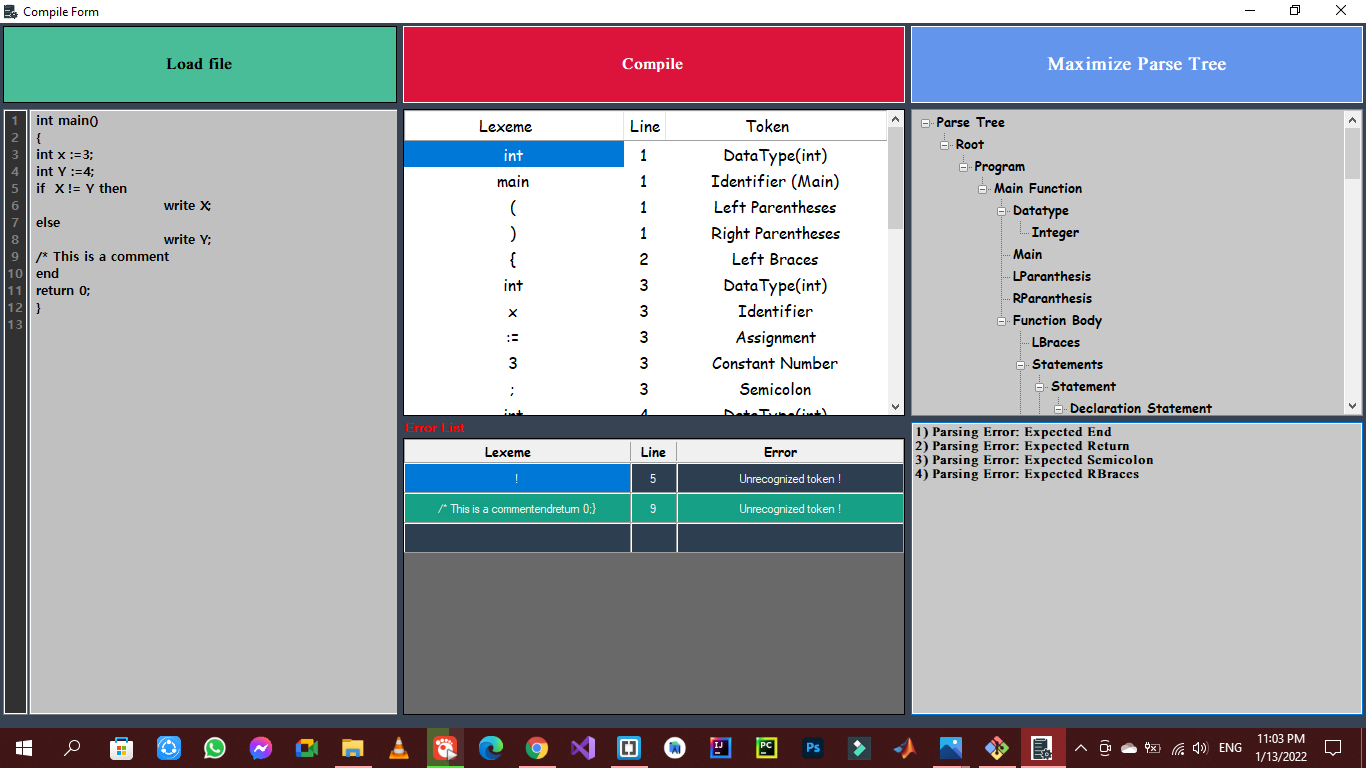 Compile Form
Load file
Compile
Maximize Parse Tree
1 int main()
2 {
3 int x :=3;
4 int Y :=4;
5 if X != Y then
6 write X;
7 else
8 write Y;
9 /* This is a comment
10 end
11 return 0;
12 }
13
Lexeme Line Token
int 1 DataType(int)
main 1 Identifier (Main)
( 1 Left Parentheses
) 1 Right Parentheses
{ 2 Left Braces
int 3 DataType(int)
x 3 Identifier
:= 3 Assignment
3 3 Constant Number
; 3 Semicolon
int 4 DataType(int)
Error List
Lexeme Line Error
! 5 Unrecognized token !
/* This is a commentendreturn 0;} 9 Unrecognized token !
Parse Tree
Root
Program
Main Function
Datatype
Integer
Main
LParanthesis
RParanthesis
Function Body
LBraces
Statements
Statement
Declaration Statement
1) Parsing Error: Expected End
2) Parsing Error: Expected Return
3) Parsing Error: Expected Semicolon
4) Parsing Error: Expected RBraces
IJ
PC
Ps
ENG
11:03 PM
1/13/2022